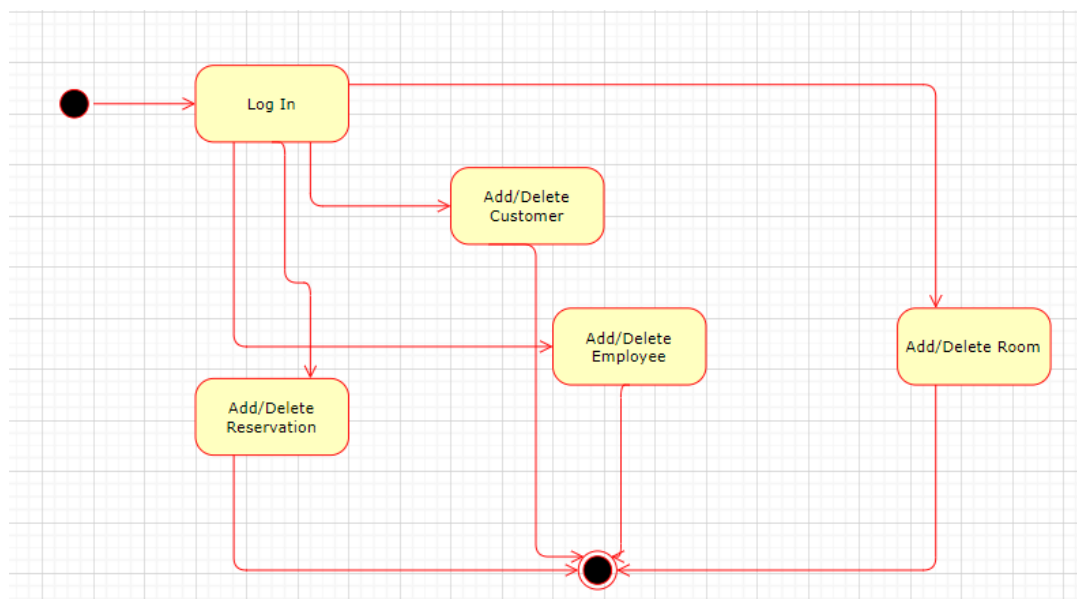 Log In
Add/Delete
Customer
Add/Delete
Employee
Add/Delete Room
Add/Delete
Reservation